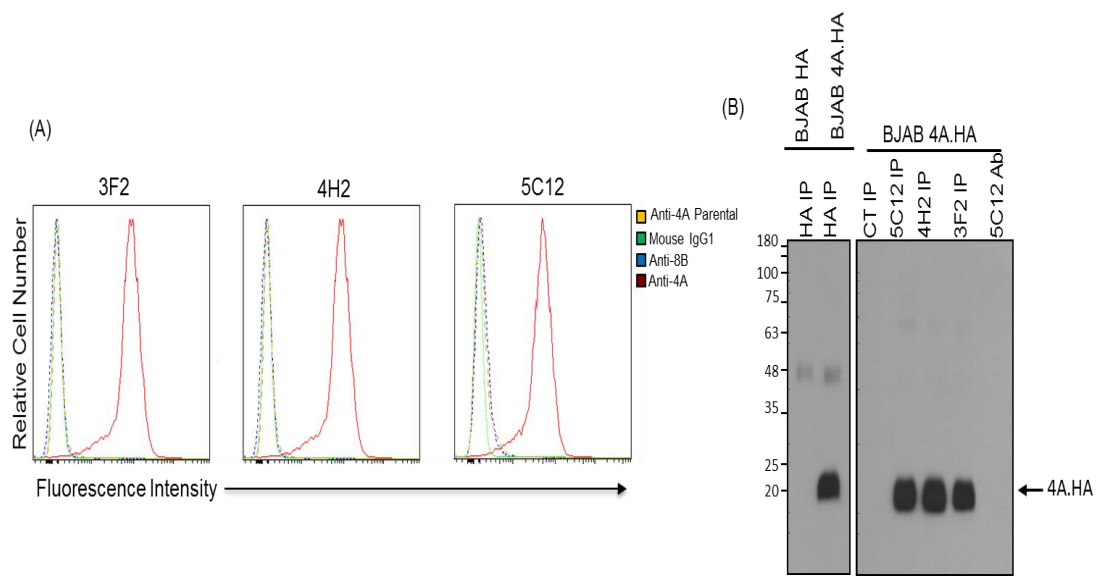 (A)
3F2
4H2
5C12
Relative Cell Number
Fluorescence Intensity
Anti-4A Parental
Mouse IgG1
Anti-8B
Anti-4A
(B)
BJAB HA
BJAB 4A.HA
BJAB 4A.HA
HA IP
HA IP
CT IP
5C12 IP
4H2 IP
3F2 IP
5C12 Ab
180
100
75
63
48
35
25
20
4A.HA